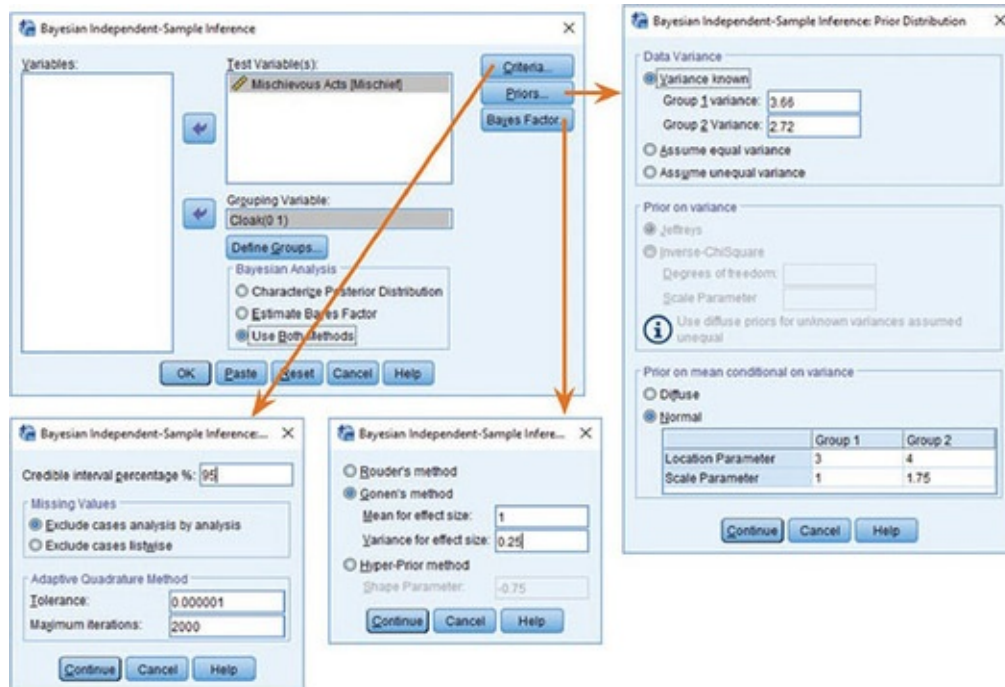 Bayesian Independent-Sample Inference
Variables:
Test Variable(s):
Mischievous Acts [Mischief]
Criteria...
Priors...
Bayes Factor...
Grouping Variable:
Cloak(0 1)
Define Groups...
Bayesian Analysis
Characterize Posterior Distribution
Estimate Bayes Factor
Use Both Methods
OK Paste Reset Cancel Help
Bayesian Independent-Sample Inference: Prior Distribution
Data Variance
Variance known
Group 1 variance: 3.66
Group 2 Variance: 2.72
Assume equal variance
Assume unequal variance
Prior on variance
Jeffreys
Inverse-ChiSquare
Degrees of freedom:
Scale Parameter
Use diffuse priors for unknown variances assumed
unequal
Prior on mean conditional on variance
Diffuse
Normal
Group 1 Group 2
Location Parameter 3 4
Scale Parameter 1 1.75
Continue Cancel Help
Bayesian Independent-Sample Inference:...
Credible interval percentage %: 95
Missing Values
Exclude cases analysis by analysis
Exclude cases listwise
Adaptive Quadrature Method
Tolerance: 0.000001
Maximum iterations: 2000
Continue Cancel Help
Bayesian Independent-Sample Infere...
Rouder's method
Gonen's method
Mean for effect size: 1
Variance for effect size: 0.25
Hyper-Prior method
Shape Parameter: -0.75
Continue Cancel Help